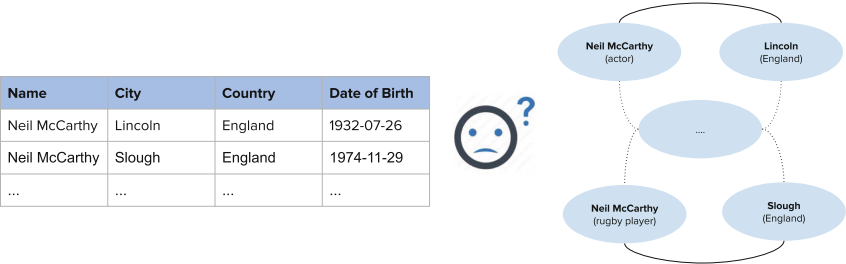 Name City Country Date of Birth
Neil McCarthy Lincoln England 1932-07-26
Neil McCarthy Slough England 1974-11-29
... ... ... ...
?
Neil McCarthy
(actor)
Lincoln
(England)
....
Neil McCarthy
(rugby player)
Slough
(England)